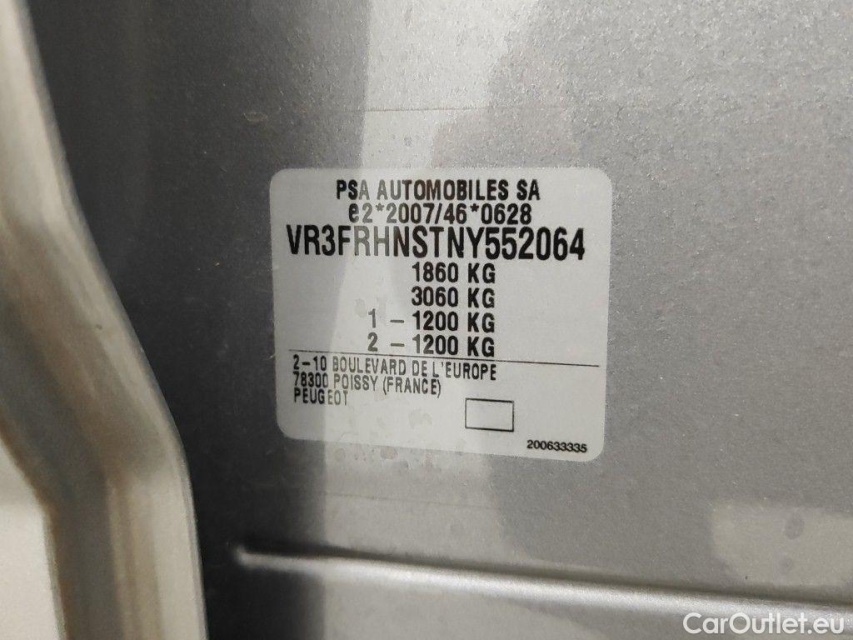 PSA AUTOMOBILES SA
e2*2007/46*0628
VR3FRHNSTNY552064
1860 KG
3060 KG
1 – 1200 KG
2 – 1200 KG
2–10 BOULEVARD DE L'EUROPE
78300 POISSY (FRANCE)
PEUGEOT
200633335
CarOutlet.eu